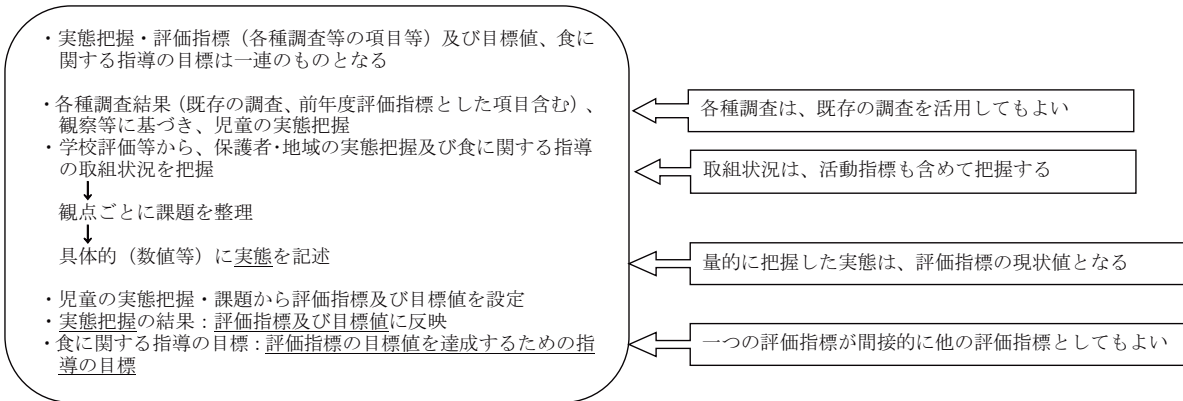 ・実態把握・評価指標（各種調査等の項目等）及び目標値、食に
関する指導の目標は一連のものとなる
・各種調査結果（既存の調査、前年度評価指標とした項目含む）、
観察等に基づき、児童の実態把握
各種調査は、既存の調査を活用してもよい
・学校評価等から、保護者・地域の実態把握及び食に関する指導
の取組状況を把握
取組状況は、活動指標も含めて把握する
↓
観点ごとに課題を整理
↓
具体的（数値等）に実態を記述
量的に把握した実態は、評価指標の現状値となる
・児童の実態把握・課題から評価指標及び目標値を設定
・実態把握の結果：評価指標及び目標値に反映
・食に関する指導の目標：評価指標の目標値を達成するための指
導の目標
一つの評価指標が間接的に他の評価指標としてもよい